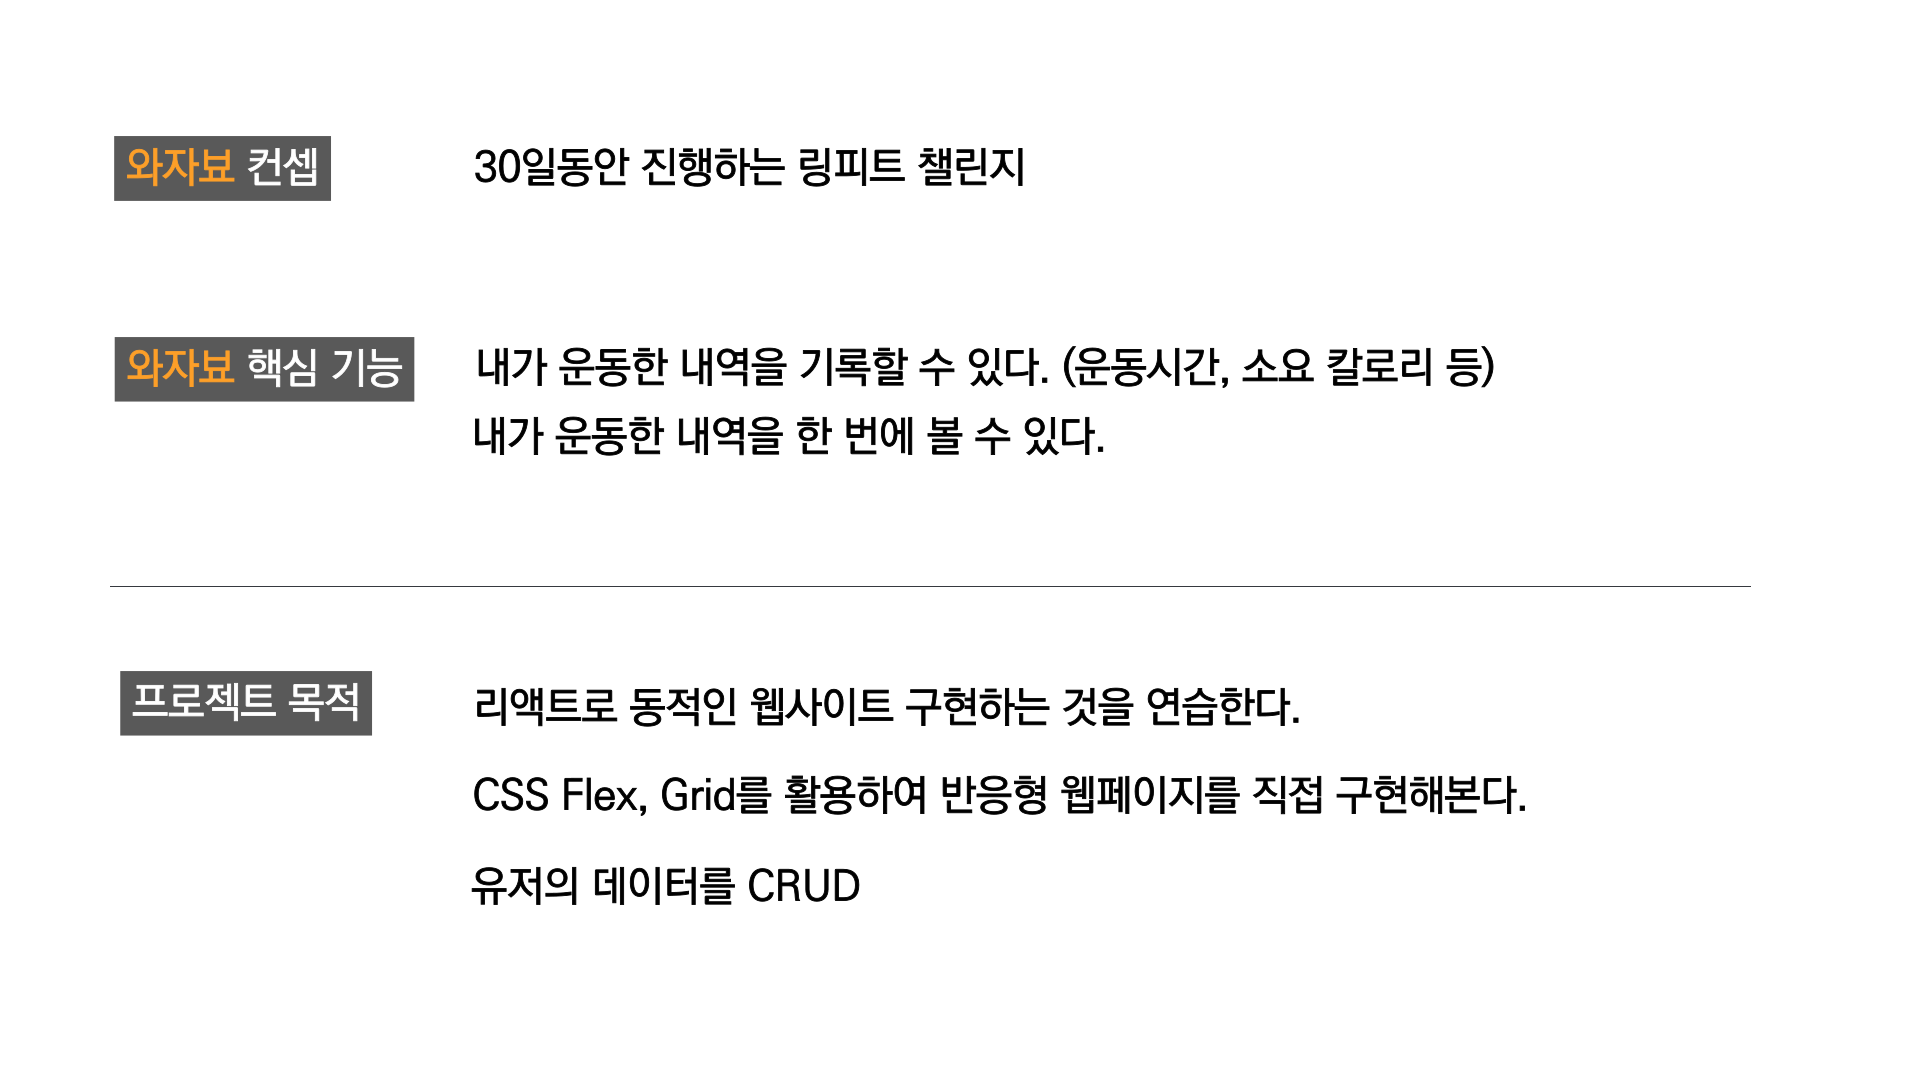 와자뵤 컨셉
30일동안 진행하는 링피트 챌린지
와자뵤 핵심 기능
내가 운동한 내역을 기록할 수 있다. (운동시간, 소요 칼로리 등)
내가 운동한 내역을 한 번에 볼 수 있다.
프로젝트 목적
리액트로 동적인 웹사이트 구현하는 것을 연습한다.
CSS Flex, Grid를 활용하여 반응형 웹페이지를 직접 구현해본다.
유저의 데이터를 CRUD